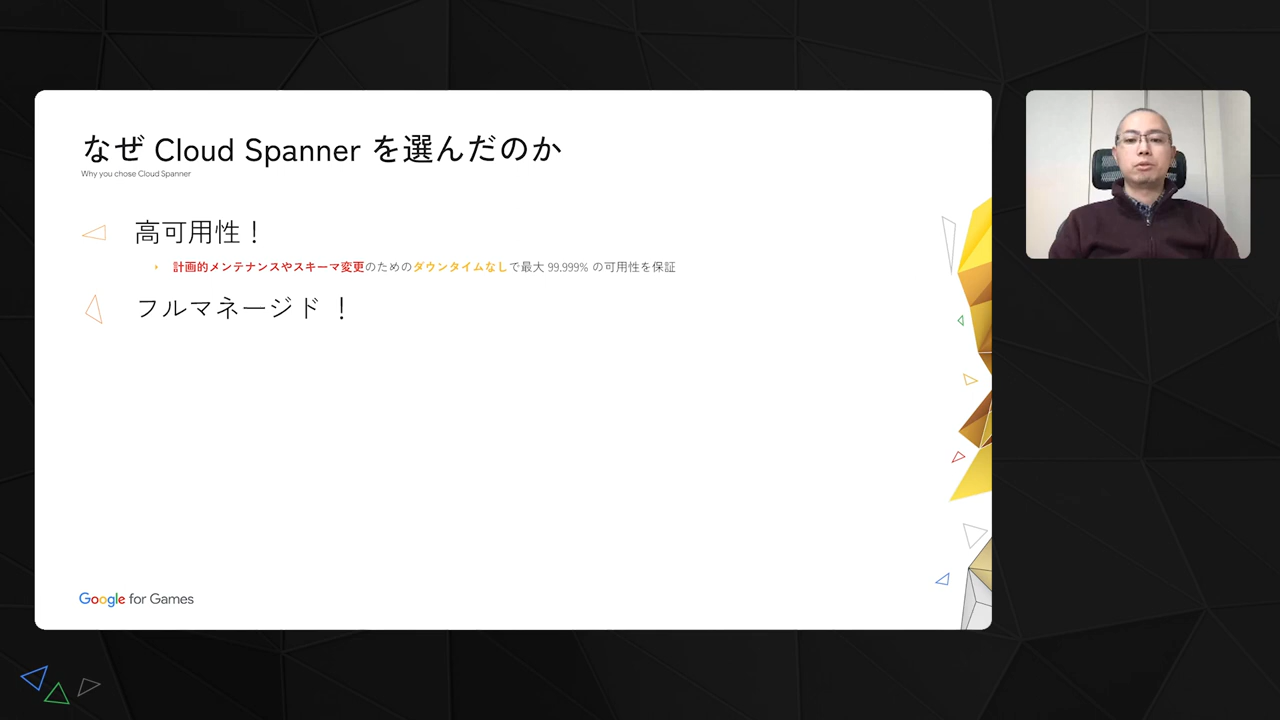 なぜ Cloud Spanner を選んだのか
Why you chose Cloud Spanner
高可用性！
計画的メンテナンスやスキーマ変更のためのダウンタイムなしで最大 99.999% の可用性を保証
フルマネージド ！
Google for Games